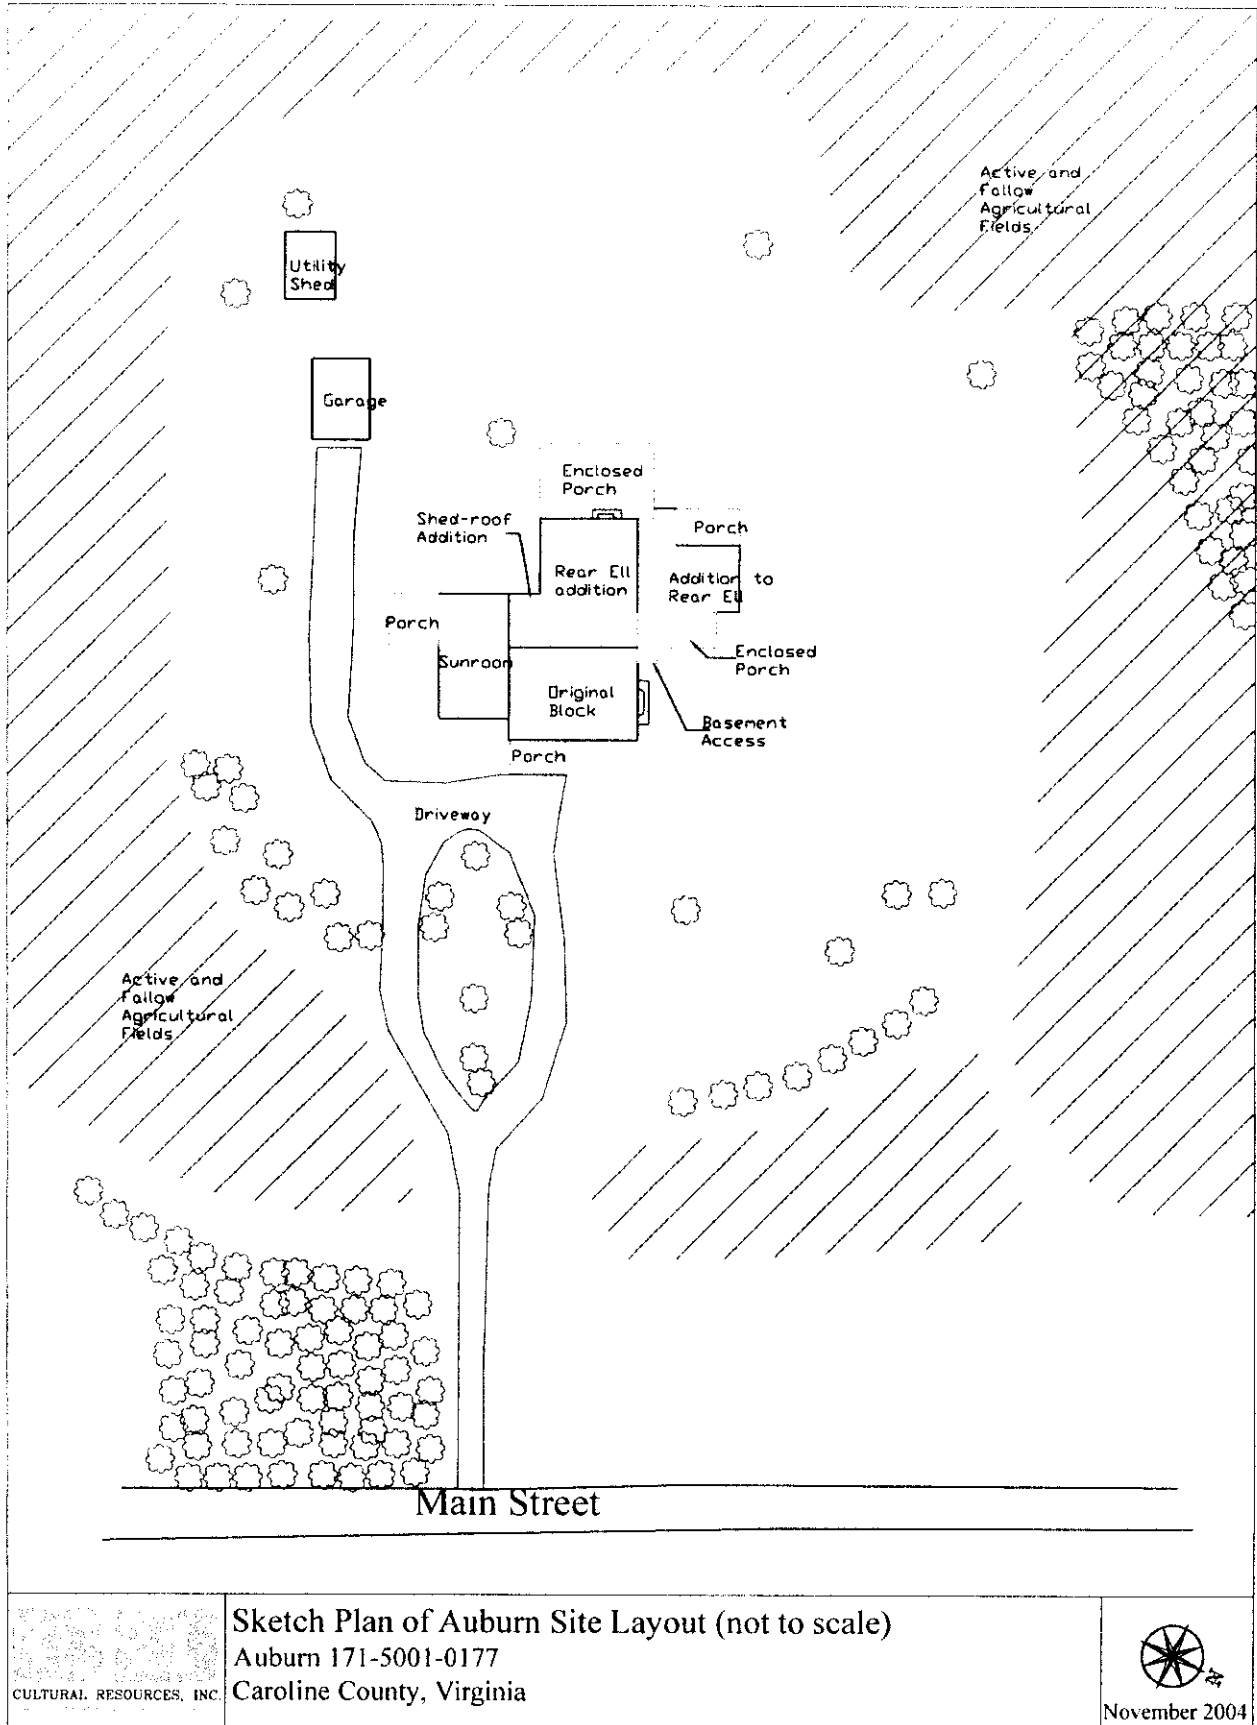 Active and
Fallow
Agricultural
Fields
Utility
Shed
Garage
Enclosed
Porch
Shed-roof
Addition
Porch
Rear Ell
addition
Addition to
Rear Ell
Porch
Sunroom
Enclosed
Porch
Original
Block
Basement
Access
Porch
Driveway
Active and
Fallow
Agricultural
Fields
Main Street
Sketch Plan of Auburn Site Layout (not to scale)
Auburn 171-5001-0177
Caroline County, Virginia
CULTURAL RESOURCES, INC.
N
November 2004